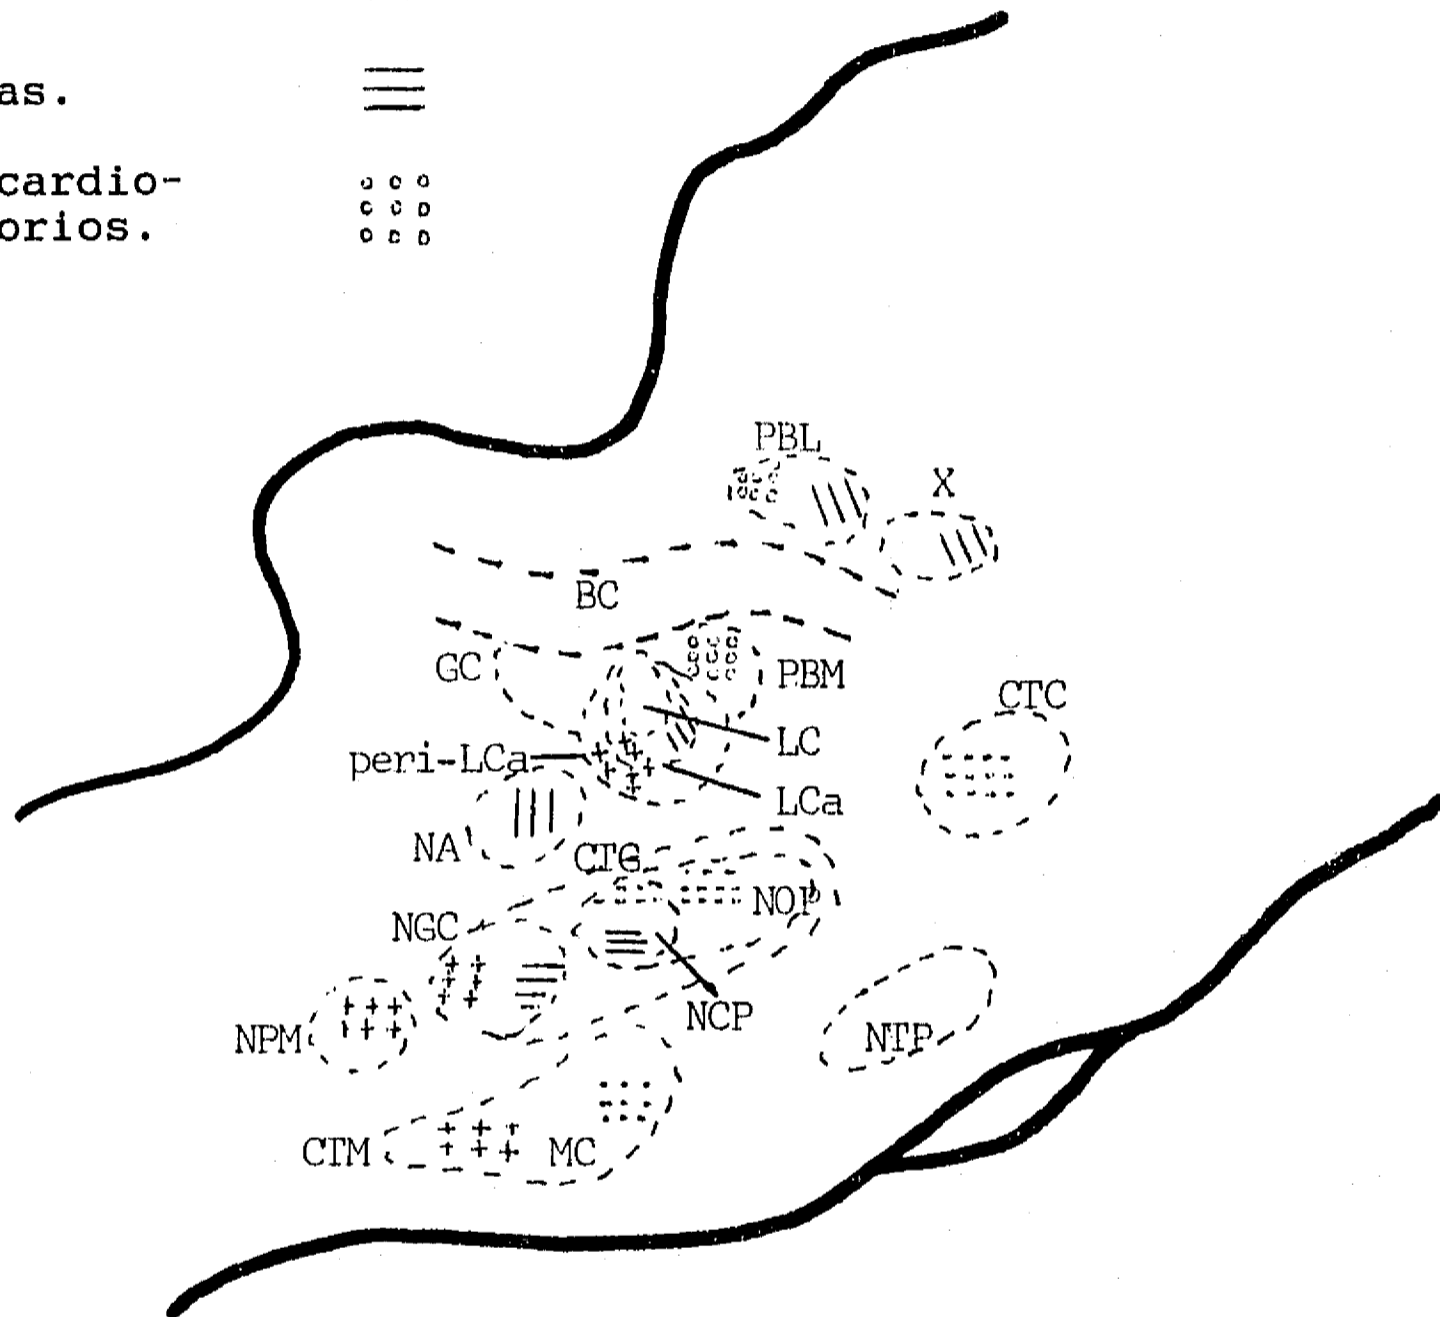 as.
cardio-
orios.
PBL
X
BC
GC
PBM
CTC
LC
peri-LCa
LCa
NA
CTG
NOP
NGC
NCP
NPM
NTP
CTM
MC